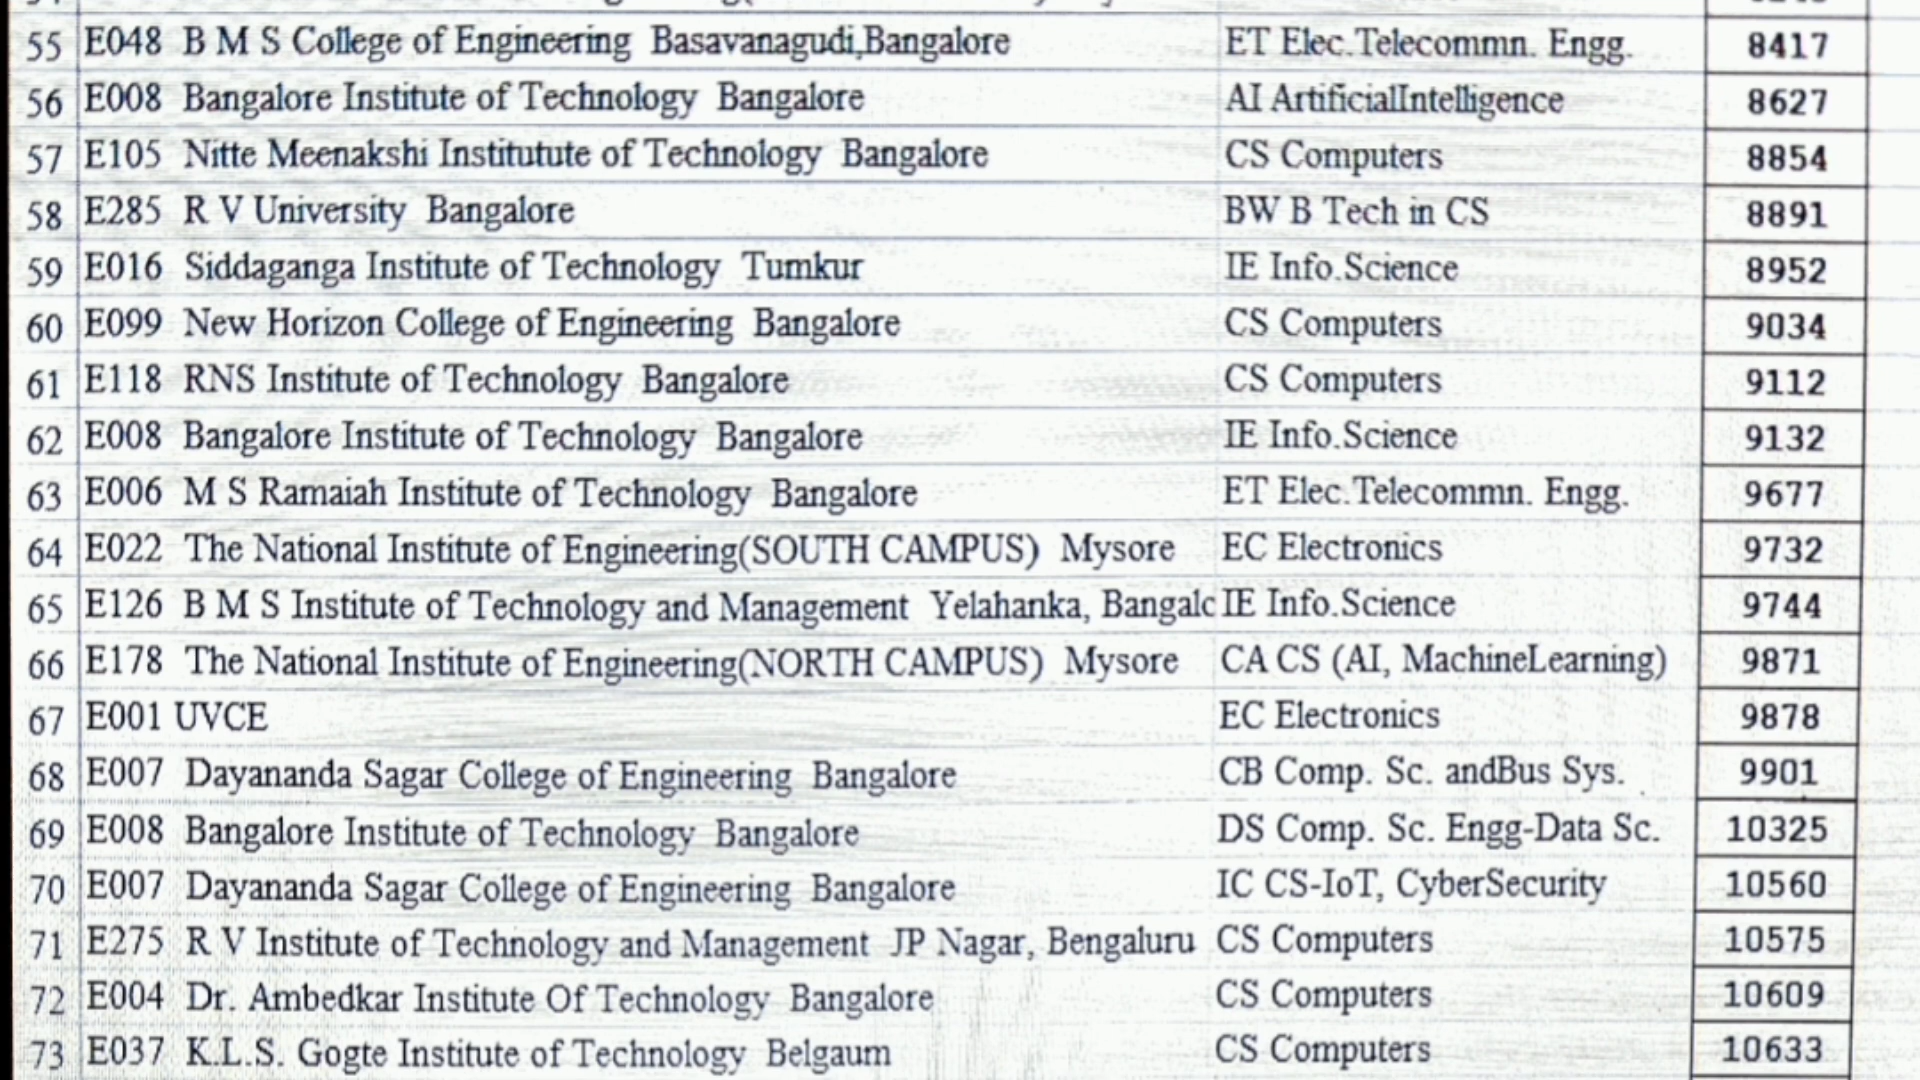 55 E048 B M S College of Engineering Basavanagudi,Bangalore ET Elec.Telecommn. Engg. 8417
56 E008 Bangalore Institute of Technology Bangalore AI ArtificialIntelligence 8627
57 E105 Nitte Meenakshi Institutute of Technology Bangalore CS Computers 8854
58 E285 R V University Bangalore BW B Tech in CS 8891
59 E016 Siddaganga Institute of Technology Tumkur IE Info.Science 8952
60 E099 New Horizon College of Engineering Bangalore CS Computers 9034
61 E118 RNS Institute of Technology Bangalore CS Computers 9112
62 E008 Bangalore Institute of Technology Bangalore IE Info.Science 9132
63 E006 M S Ramaiah Institute of Technology Bangalore ET Elec.Telecommn. Engg. 9677
64 E022 The National Institute of Engineering(SOUTH CAMPUS) Mysore EC Electronics 9732
65 E126 B M S Institute of Technology and Management Yelahanka, Bangalc IE Info.Science 9744
66 E178 The National Institute of Engineering(NORTH CAMPUS) Mysore CA CS (AI, MachineLearning) 9871
67 E001 UVCE EC Electronics 9878
68 E007 Dayananda Sagar College of Engineering Bangalore CB Comp. Sc. andBus Sys. 9901
69 E008 Bangalore Institute of Technology Bangalore DS Comp. Sc. Engg-Data Sc. 10325
70 E007 Dayananda Sagar College of Engineering Bangalore IC CS-IoT, CyberSecurity 10560
71 E275 R V Institute of Technology and Management JP Nagar, Bengaluru CS Computers 10575
72 E004 Dr. Ambedkar Institute Of Technology Bangalore CS Computers 10609
73 E037 K.L.S. Gogte Institute of Technology Belgaum CS Computers 10633